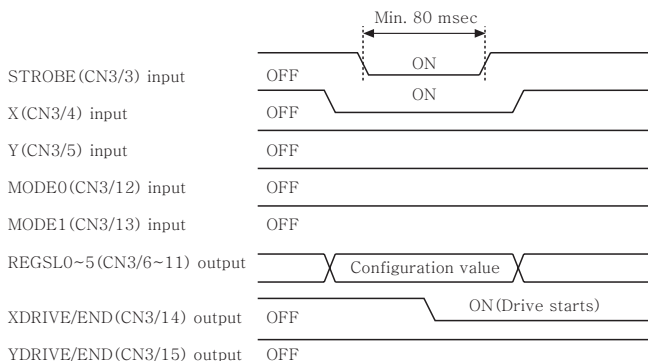 Min. 80 msec
STROBE(CN3/3) input OFF ON
X(CN3/4) input OFF ON
Y(CN3/5) input OFF
MODE0(CN3/12) input OFF
MODE1(CN3/13) input OFF
REGSL0~5(CN3/6~11) output Configuration value
XDRIVE/END(CN3/14) output OFF ON(Drive starts)
YDRIVE/END(CN3/15) output OFF